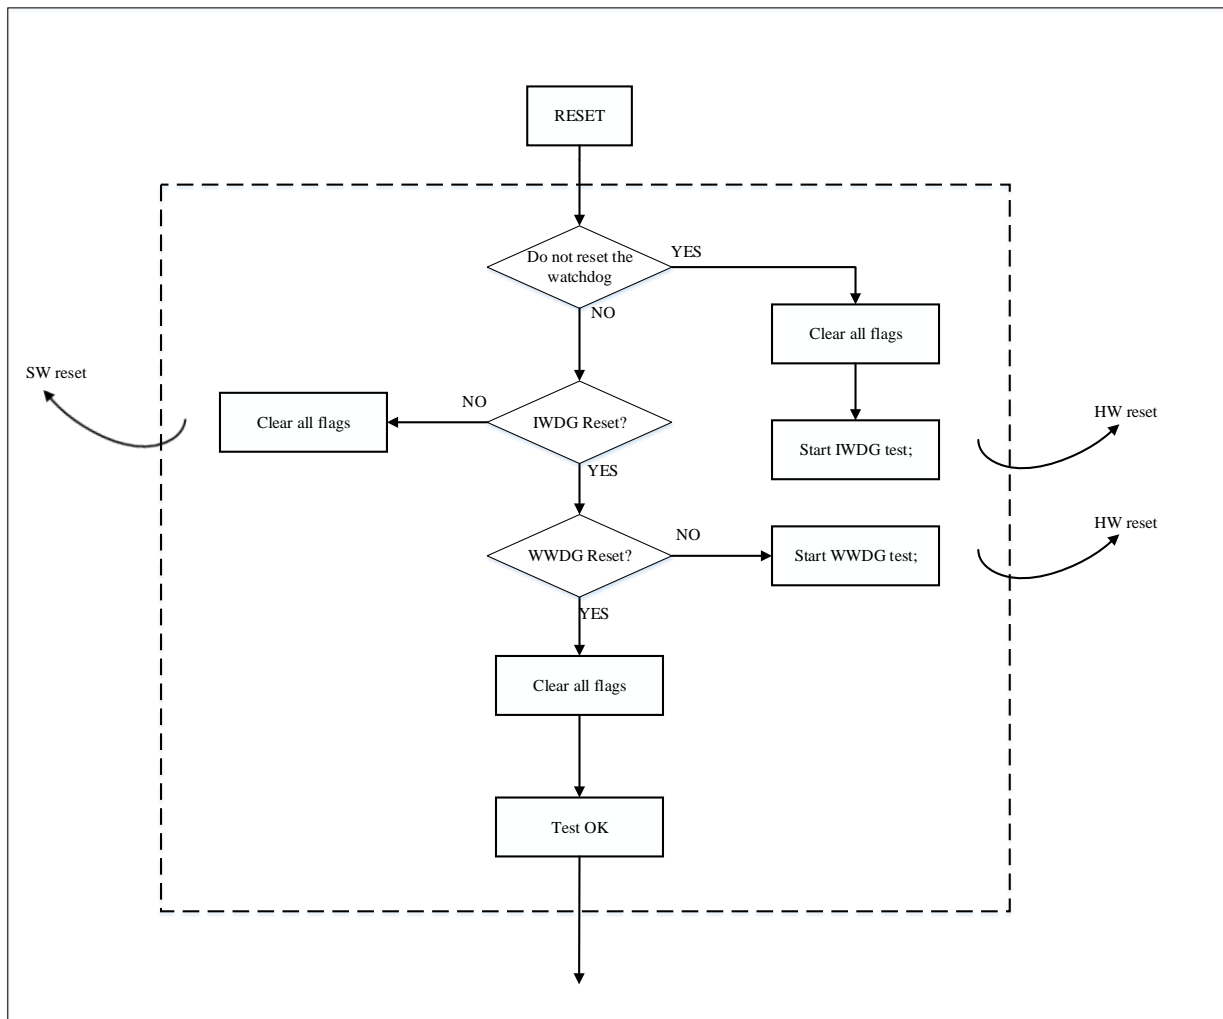 RESET
Do not reset the
watchdog
YES
NO
Clear all flags
SW reset
Clear all flags
NO
IWDG Reset?
YES
Start IWDG test;
HW reset
WWDG Reset?
NO
Start WWDG test;
HW reset
YES
Clear all flags
Test OK